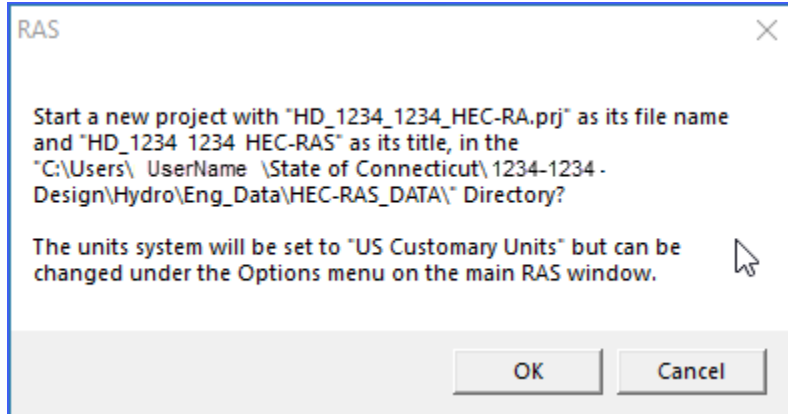 RAS
Start a new project with "HD_1234_1234_HEC-RA.prj" as its file name
and "HD_1234 1234 HEC-RAS" as its title, in the
"C:\Users\ UserName \State of Connecticut\ 1234-1234 -
Design\Hydro\Eng_Data\HEC-RAS_DATA\" Directory?
The units system will be set to "US Customary Units" but can be
changed under the Options menu on the main RAS window.
OK Cancel